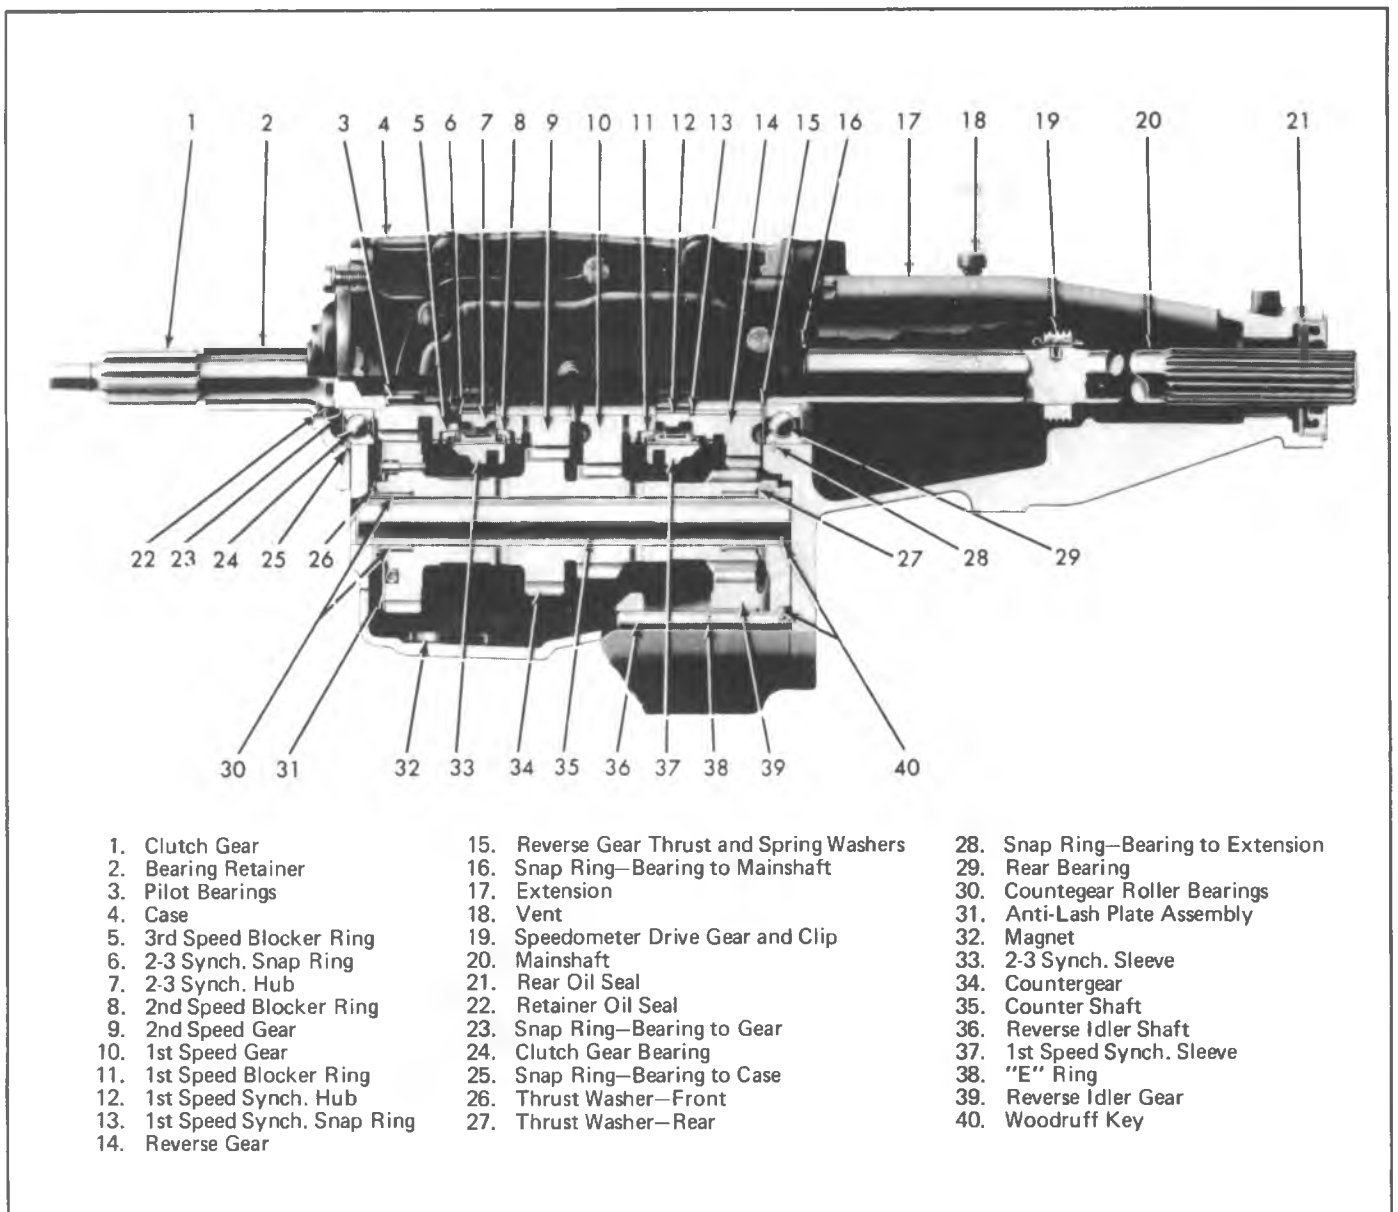 1 2 3 4 5 6 7 8 9 10 11 12 13 14 15 16 17 18 19 20 21
22 23 24 25 26 27 28 29
30 31 32 33 34 35 36 37 38 39 40
1. Clutch Gear
2. Bearing Retainer
3. Pilot Bearings
4. Case
5. 3rd Speed Blocker Ring
6. 2-3 Synch. Snap Ring
7. 2-3 Synch. Hub
8. 2nd Speed Blocker Ring
9. 2nd Speed Gear
10. 1st Speed Gear
11. 1st Speed Blocker Ring
12. 1st Speed Synch. Hub
13. 1st Speed Synch. Snap Ring
14. Reverse Gear
15. Reverse Gear Thrust and Spring Washers
16. Snap Ring—Bearing to Mainshaft
17. Extension
18. Vent
19. Speedometer Drive Gear and Clip
20. Mainshaft
21. Rear Oil Seal
22. Retainer Oil Seal
23. Snap Ring—Bearing to Gear
24. Clutch Gear Bearing
25. Snap Ring—Bearing to Case
26. Thrust Washer—Front
27. Thrust Washer—Rear
28. Snap Ring—Bearing to Extension
29. Rear Bearing
30. Countegear Roller Bearings
31. Anti-Lash Plate Assembly
32. Magnet
33. 2-3 Synch. Sleeve
34. Countergear
35. Counter Shaft
36. Reverse Idler Shaft
37. 1st Speed Synch. Sleeve
38. "E" Ring
39. Reverse Idler Gear
40. Woodruff Key